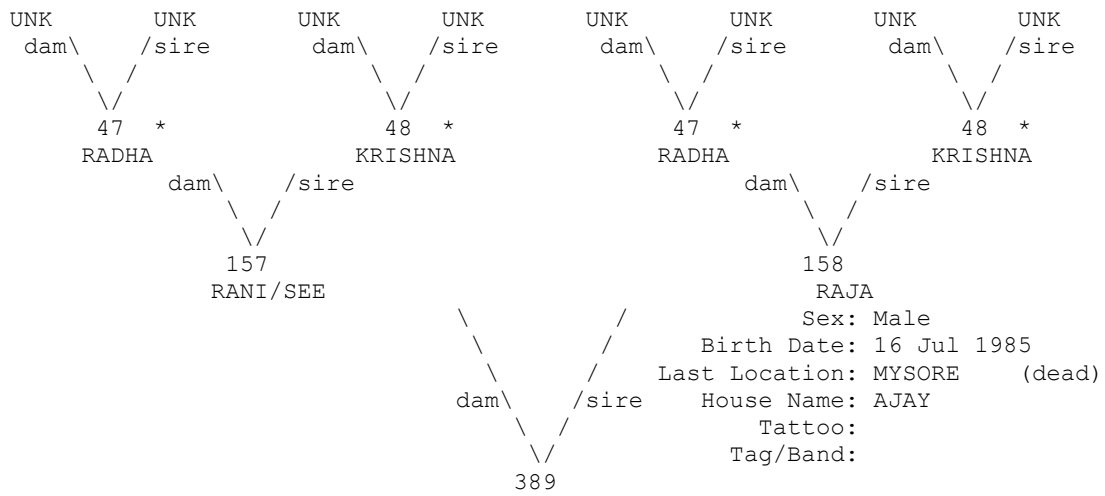 UNK UNK UNK UNK UNK UNK UNK UNK
dam\ /sire dam\ /sire dam\ /sire dam\ /sire
\ / \ / \ / \ /
\/ \/ \/ \/
47 * 48 * 47 * 48 *
RADHA KRISHNA RADHA KRISHNA
dam\ /sire dam\ /sire
\ / \ /
\/ \/
157 158
RANI/SEE RAJA
\ / Sex: Male
\ / Birth Date: 16 Jul 1985
\ / Last Location: MYSORE (dead)
dam\ /sire House Name: AJAY
\ / Tattoo:
\/ Tag/Band:
389